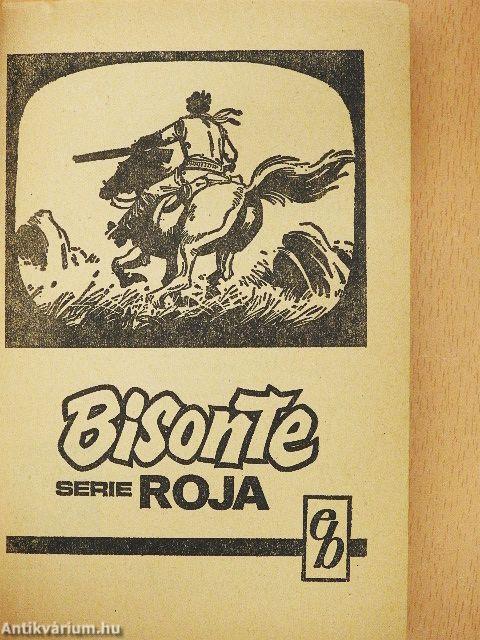 Bisonte
SERIE ROJA
eb
Antikvárium.hu